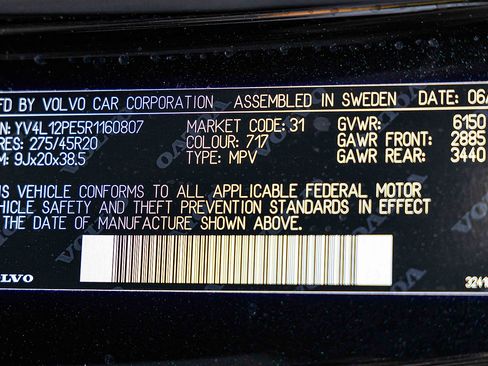 FD BY VOLVO CAR CORPORATION ASSEMBLED IN SWEDEN DATE: 06/
N: YV4L12PE5R1160807 MARKET CODE: 31 GVWR: 6150
RES: 275/45R20 COLOUR: 717 GAWR FRONT: 2885
M: 9Jx20x38,5 TYPE: MPV GAWR REAR: 3440
IS VEHICLE CONFORMS TO ALL APPLICABLE FEDERAL MOTOR
HICLE SAFETY AND THEFT PREVENTION STANDARDS IN EFFECT
THE DATE OF MANUFACTURE SHOWN ABOVE.
OLVO 3241